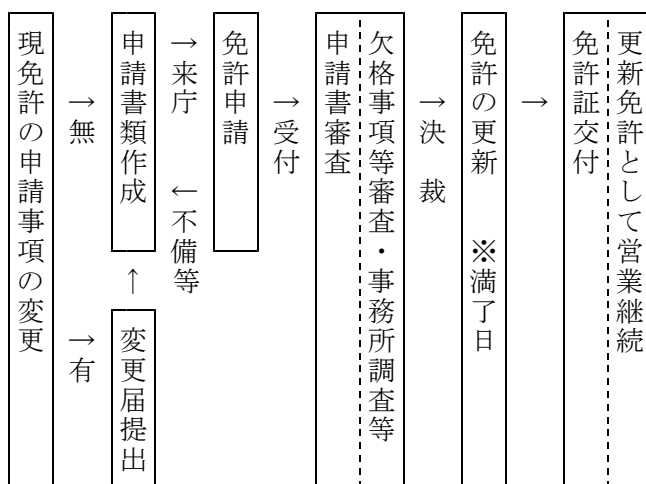 現免許の申請事項の変更
→無
→有
申請書類作成
↑
変更届提出
→来庁
←不備等
免許申請
→受付
申請書審査
欠格事項等審査・事務所調査等
→決 裁
免許の更新 ※満了日
→
免許証交付
更新免許として営業継続